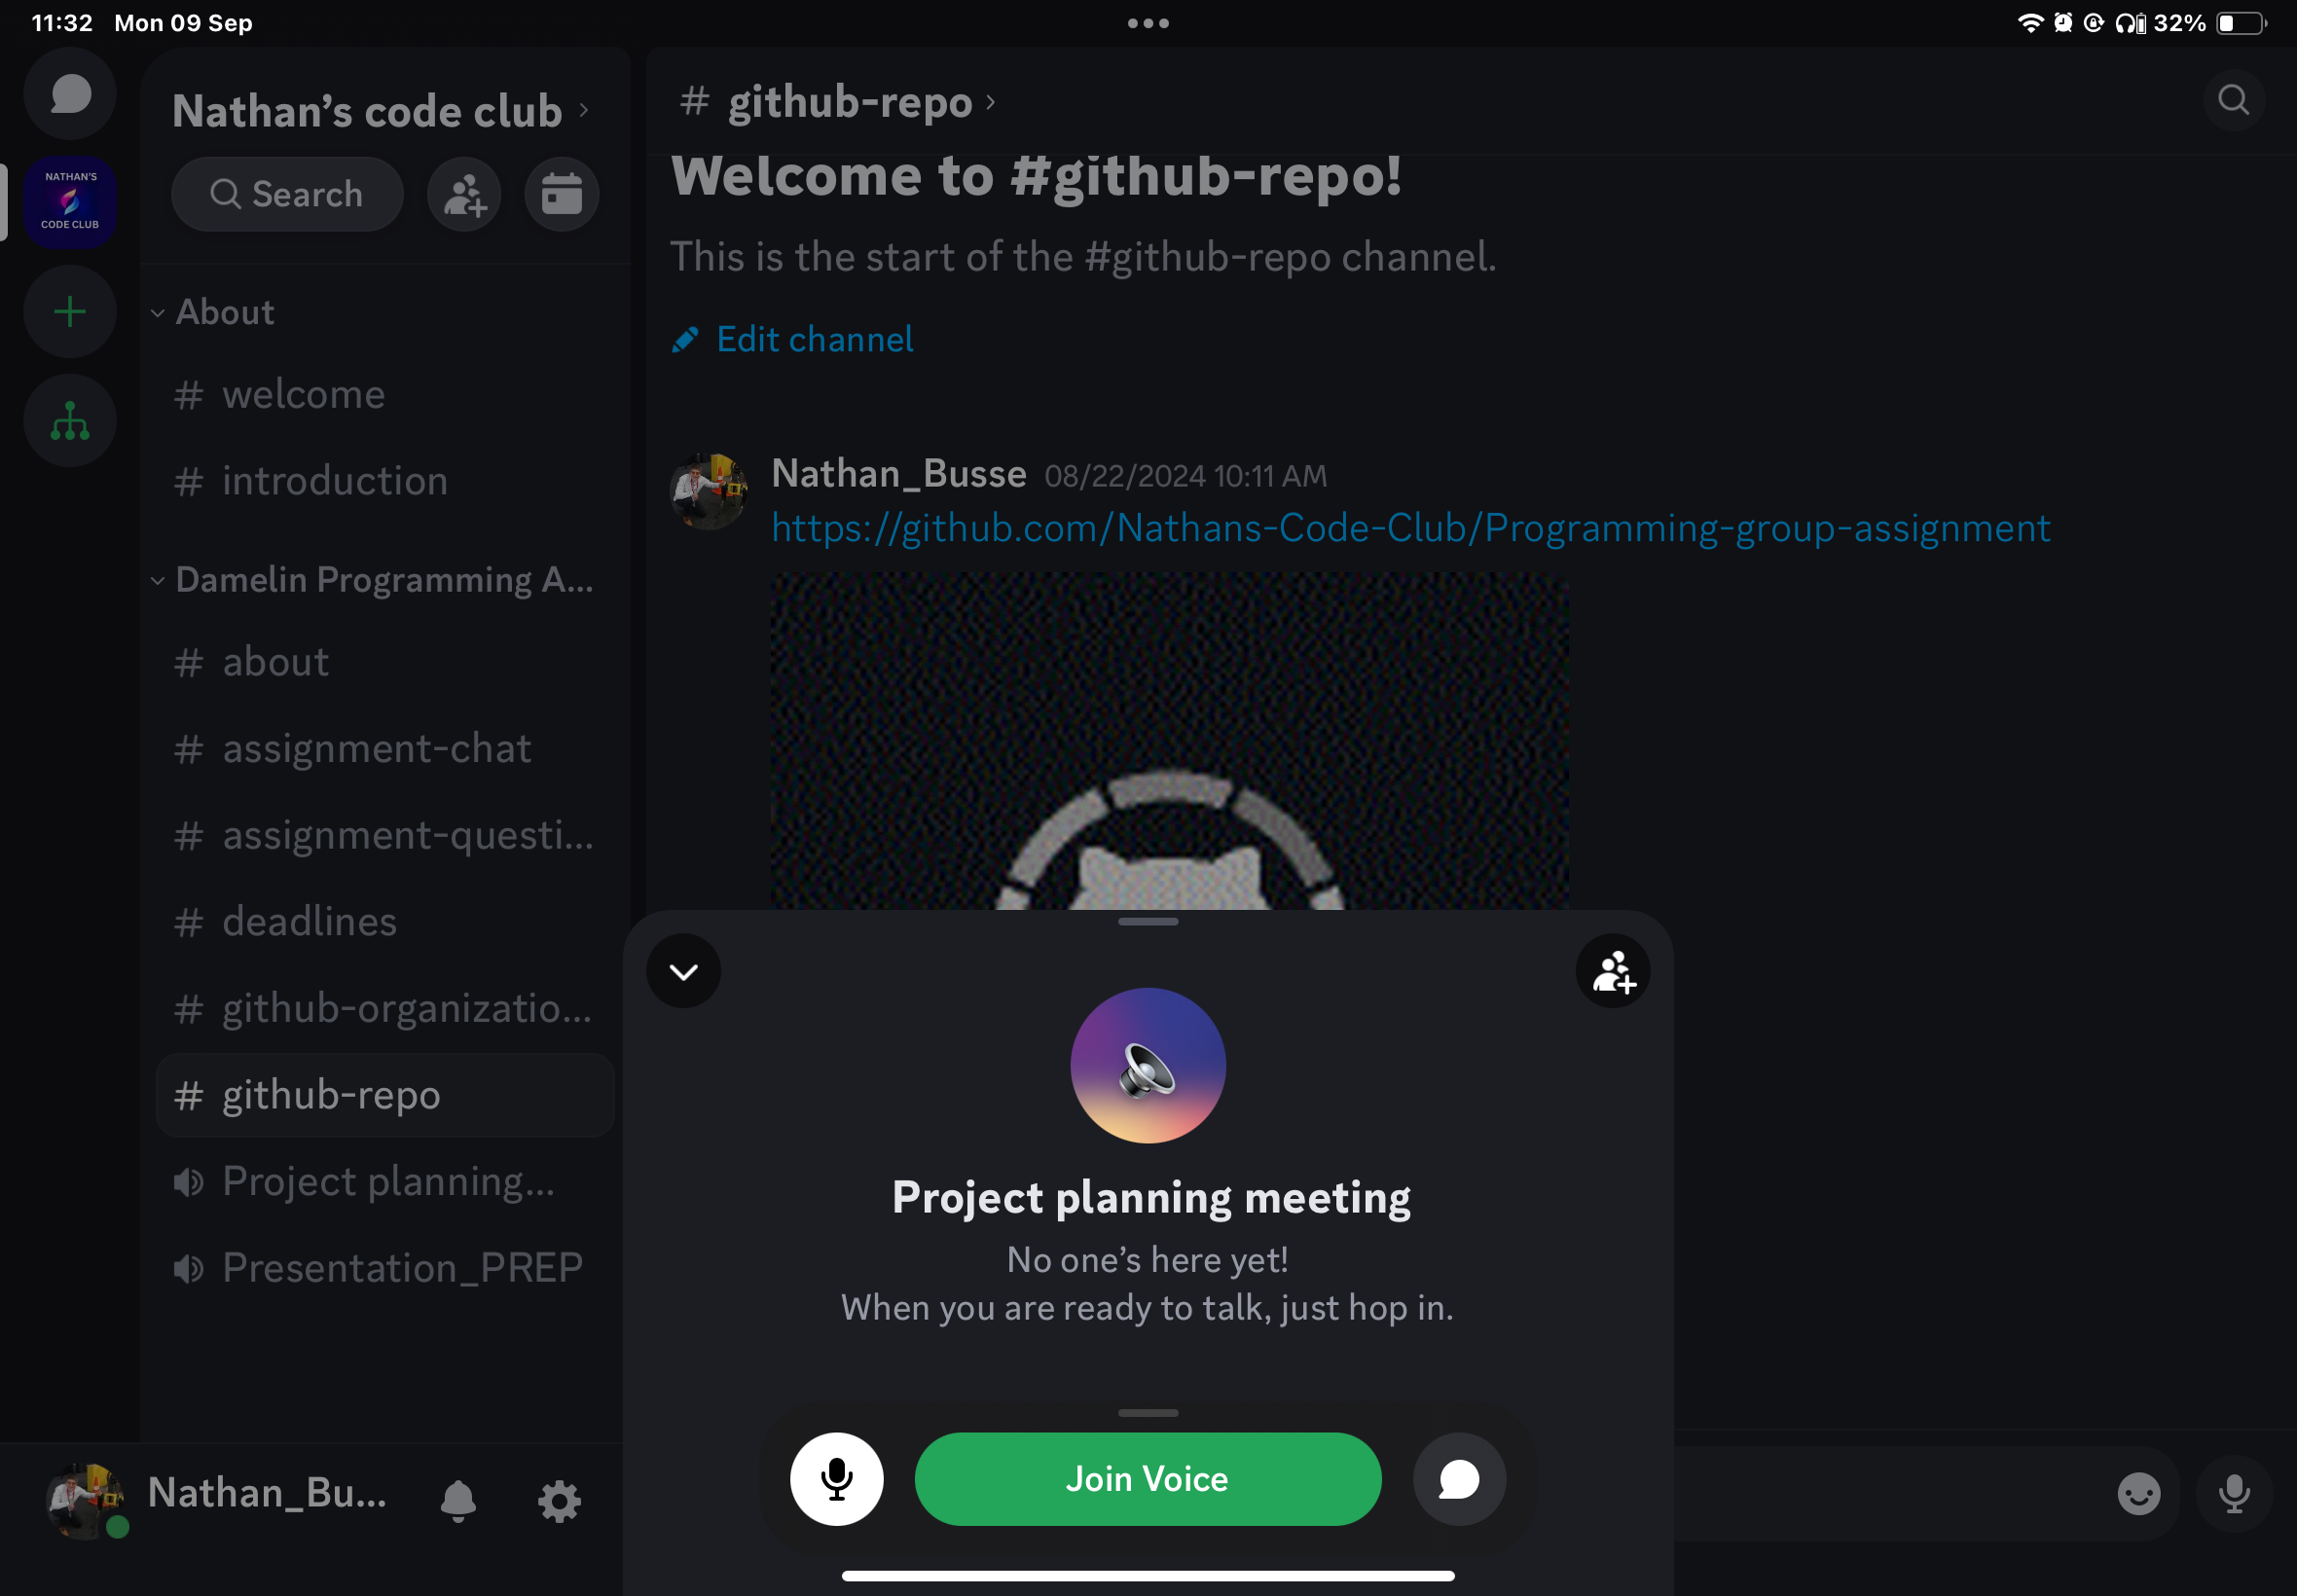 11:32 Mon 09 Sep
32%
NATHAN'S
CODE CLUB
Nathan’s code club
Search
About
# welcome
# introduction
Damelin Programming A...
# about
# assignment-chat
# assignment-questi...
# deadlines
# github-organizatio...
# github-repo
Project planning...
Presentation_PREP
Nathan_Bu...
# github-repo
Welcome to #github-repo!
This is the start of the #github-repo channel.
Edit channel
Nathan_Busse 08/22/2024 10:11 AM
https://github.com/Nathans-Code-Club/Programming-group-assignment
Project planning meeting
No one’s here yet!
When you are ready to talk, just hop in.
Join Voice